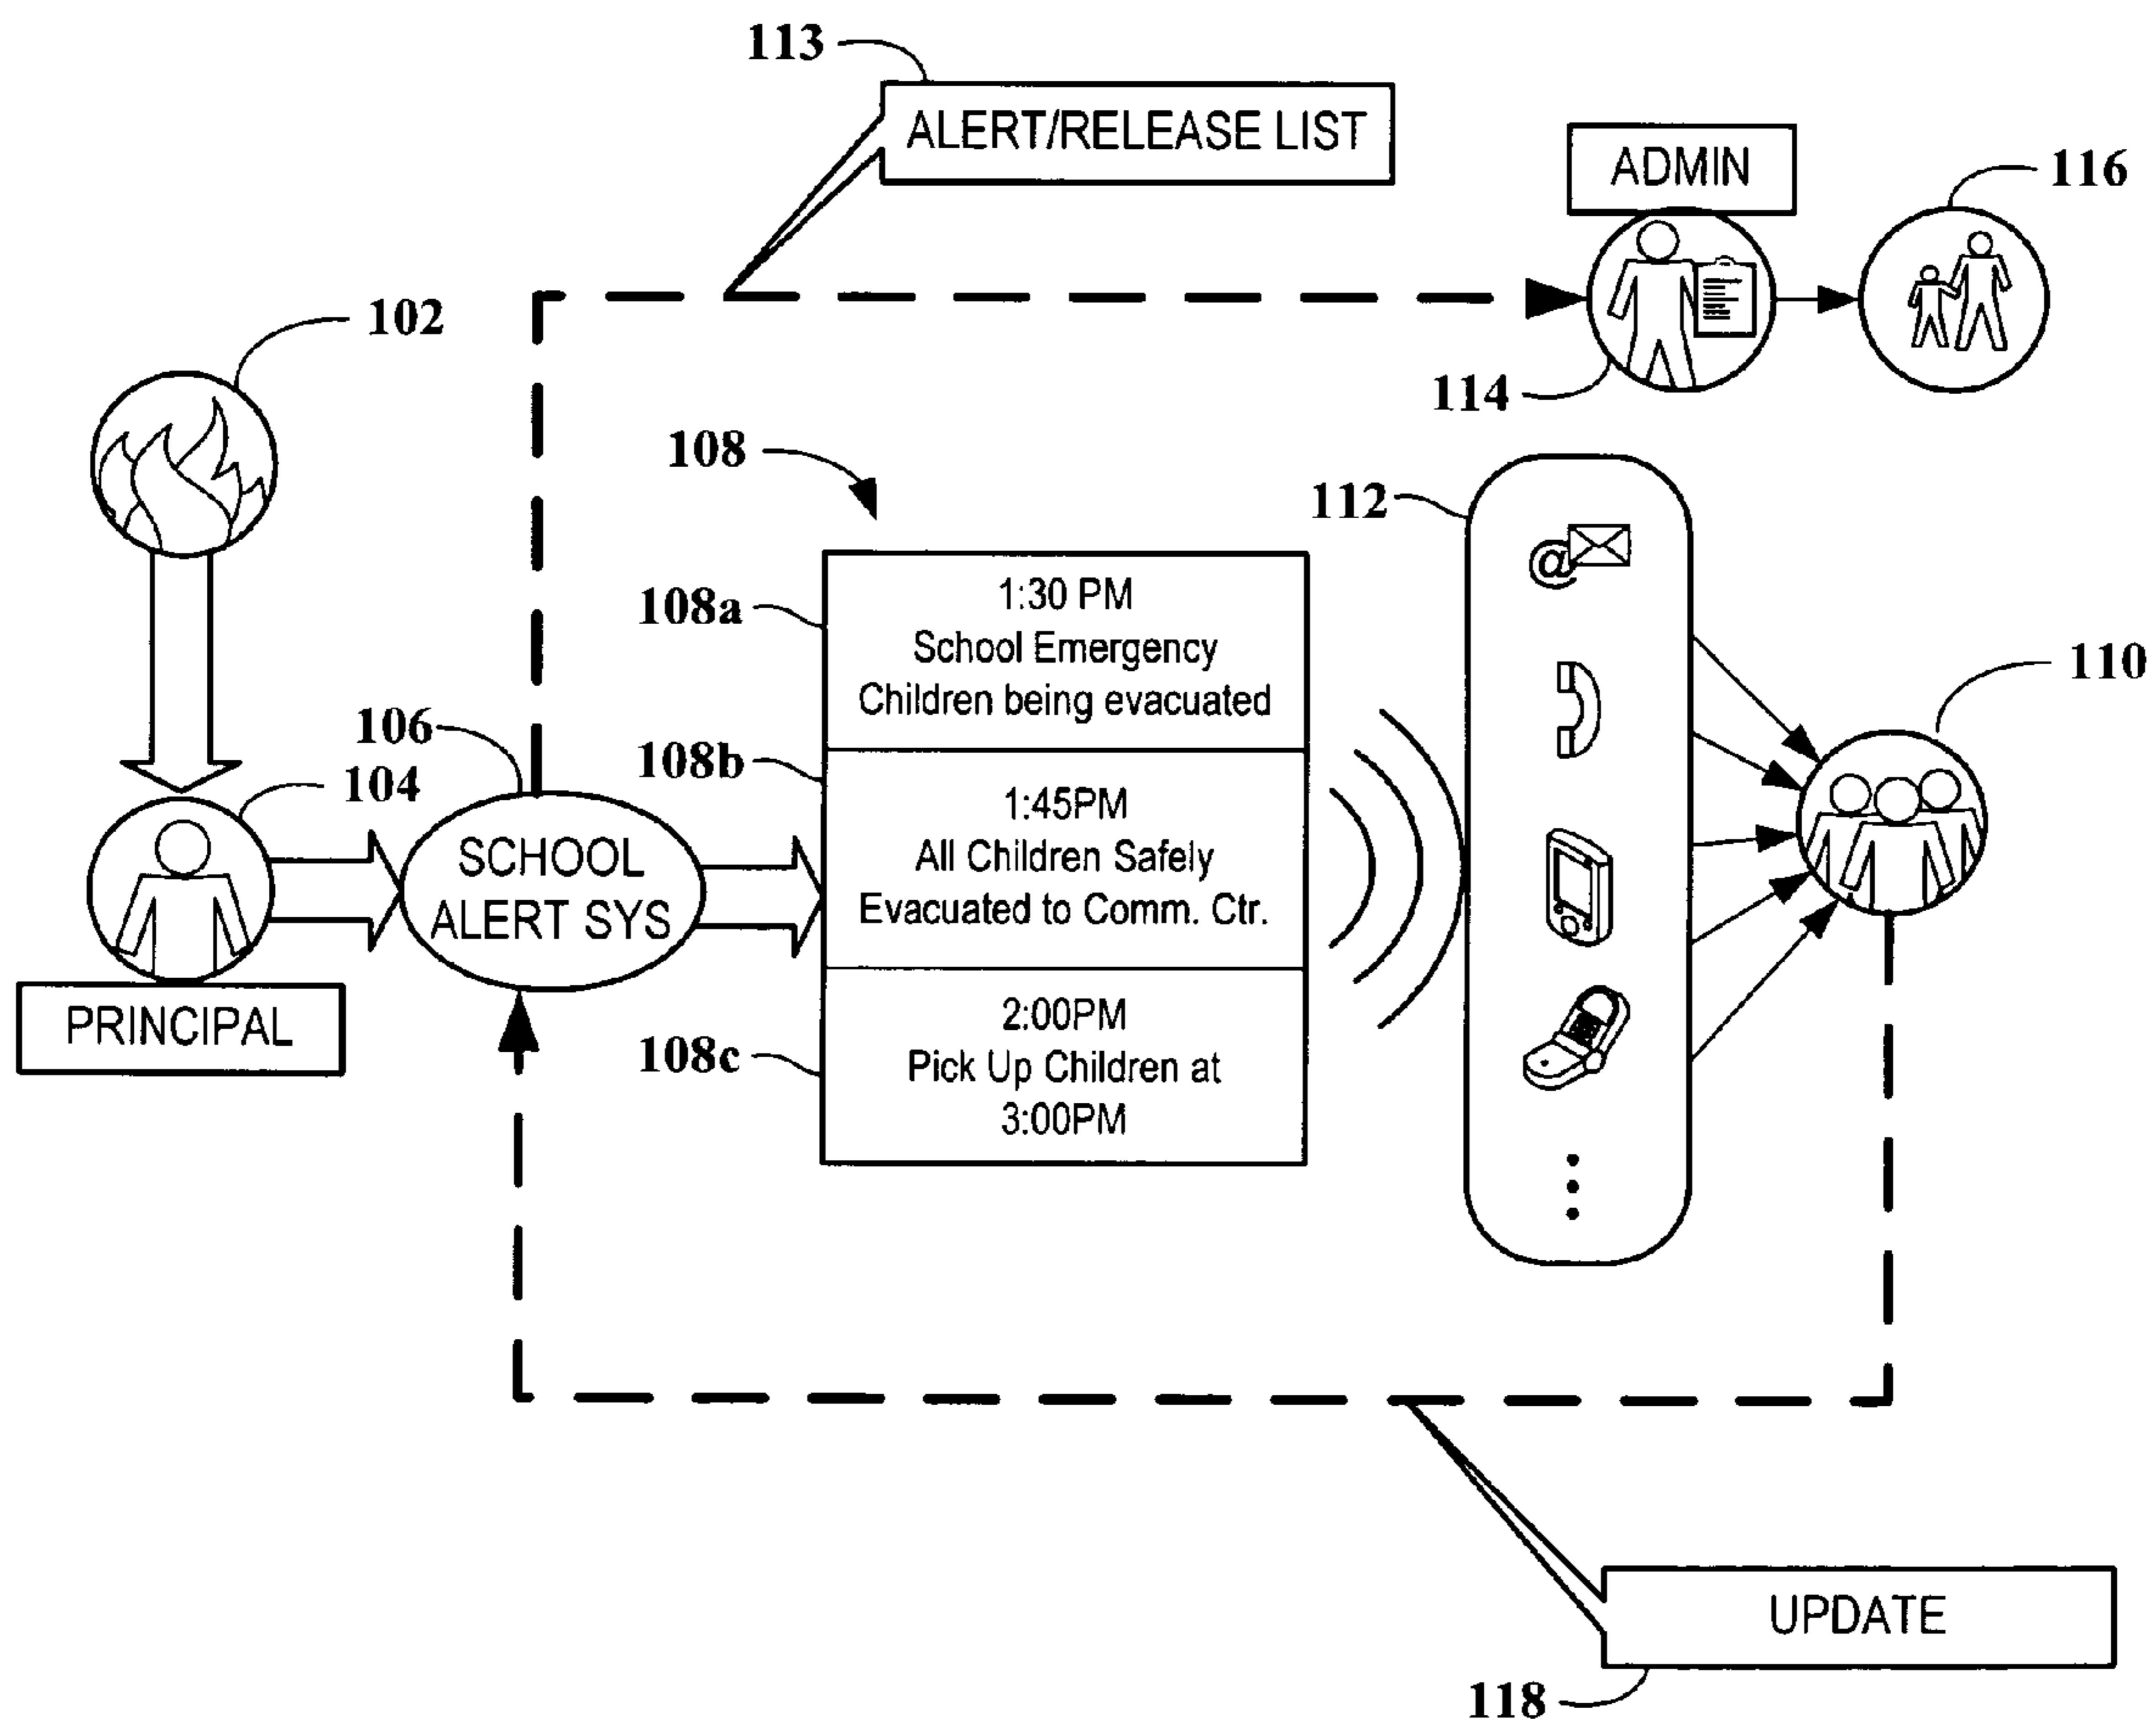 113
ALERT/RELEASE LIST
ADMIN
116
102
114
108
112
@
108a
1:30 PM
School Emergency
Children being evacuated
110
106
108b
104
1:45PM
All Children Safely
Evacuated to Comm. Ctr.
SCHOOL
ALERT SYS
PRINCIPAL
108c
2:00PM
Pick Up Children at
3:00PM
UPDATE
118